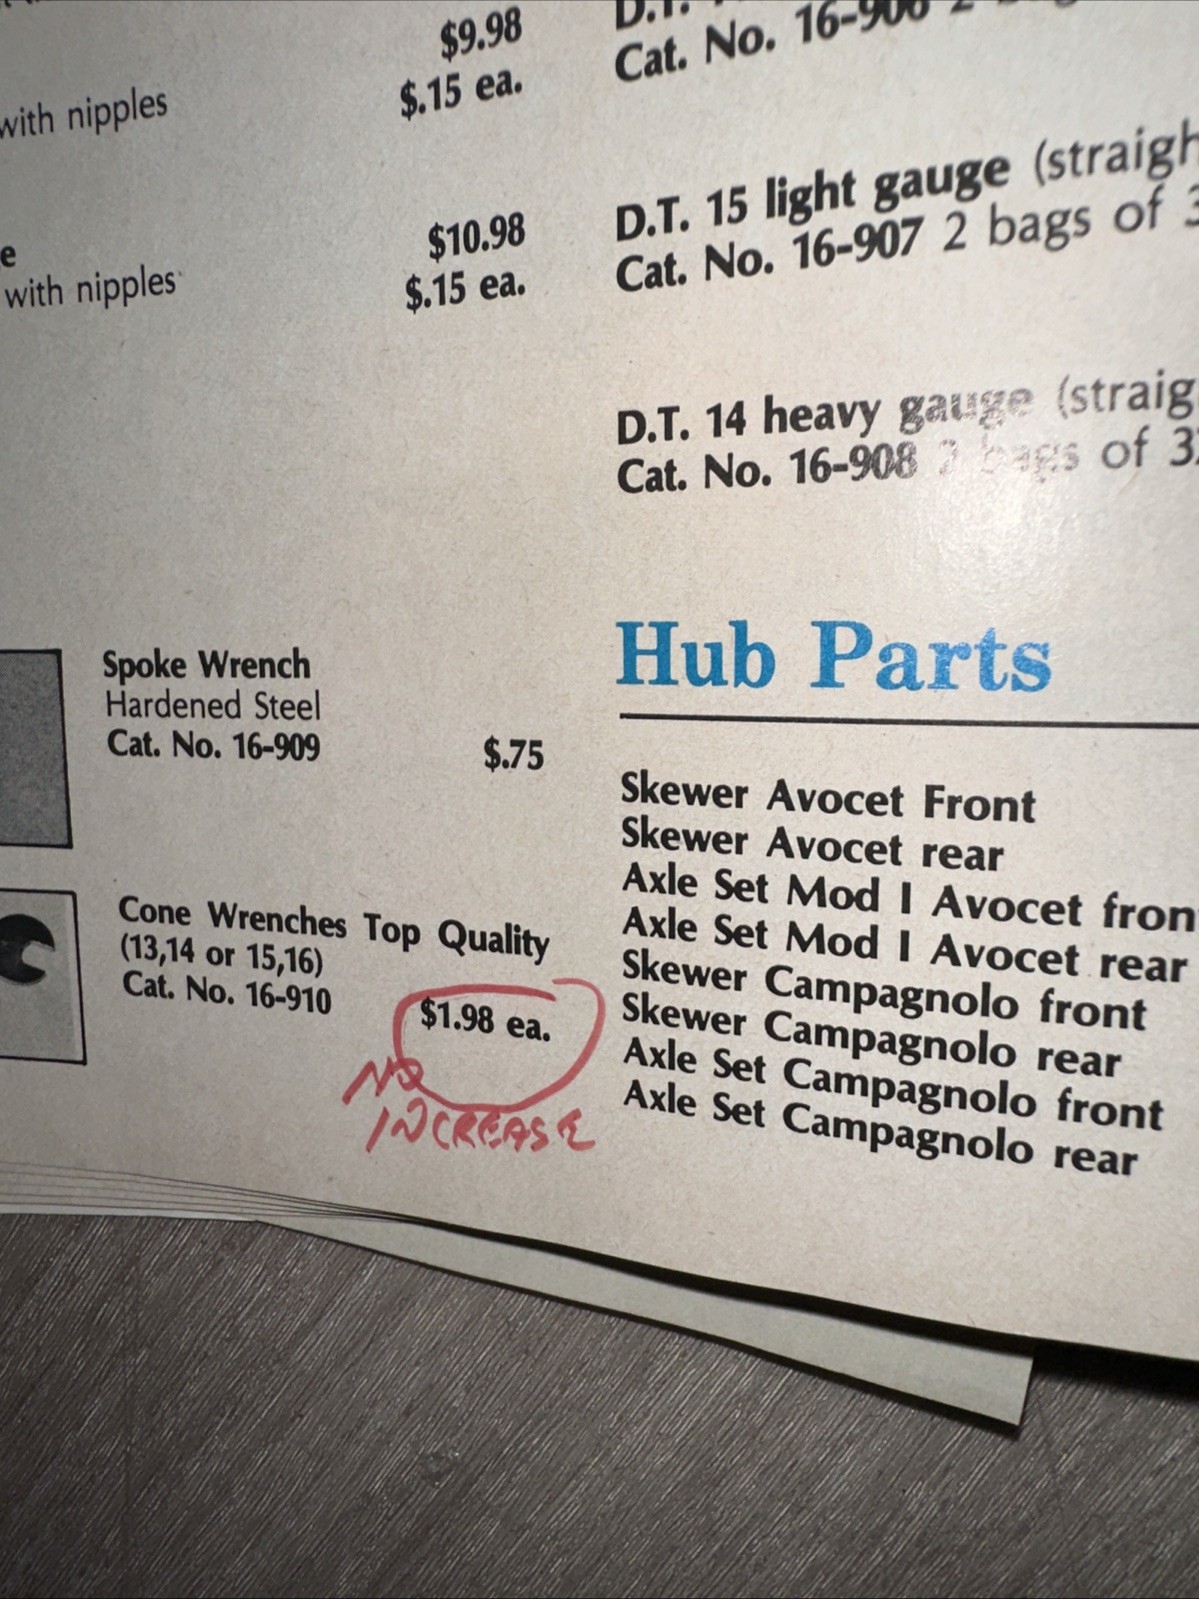 $9.98
with nipples $.15 ea.
$10.98
with nipples $.15 ea.
Spoke Wrench
Hardened Steel
Cat. No. 16-909 $.75
Cone Wrenches Top Quality
(13,14 or 15,16)
Cat. No. 16-910 $1.98 ea.
NO
INCREASE
D.T.
Cat. No. 16-906 2
D.T. 15 light gauge (straigh
Cat. No. 16-907 2 bags of 3
D.T. 14 heavy gauge (straig
Cat. No. 16-908 2 bags of 32
Hub Parts
Skewer Avocet Front
Skewer Avocet rear
Axle Set Mod I Avocet fron
Axle Set Mod I Avocet rear
Skewer Campagnolo front
Skewer Campagnolo rear
Axle Set Campagnolo front
Axle Set Campagnolo rear